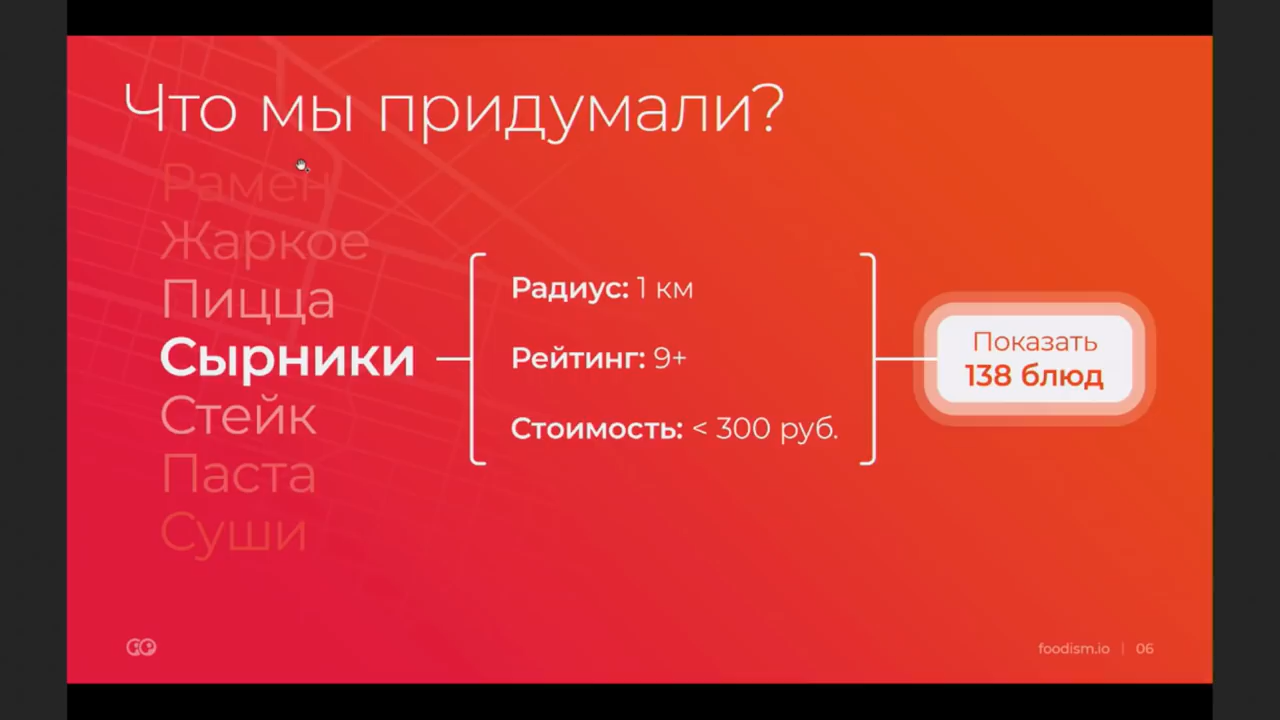 Что мы придумали?
Рамен
Жаркое
Пицца
Сырники
Стейк
Паста
Суши
Радиус: 1 км
Рейтинг: 9+
Стоимость: < 300 руб.
Показать
138 блюд
foodism.io | 06